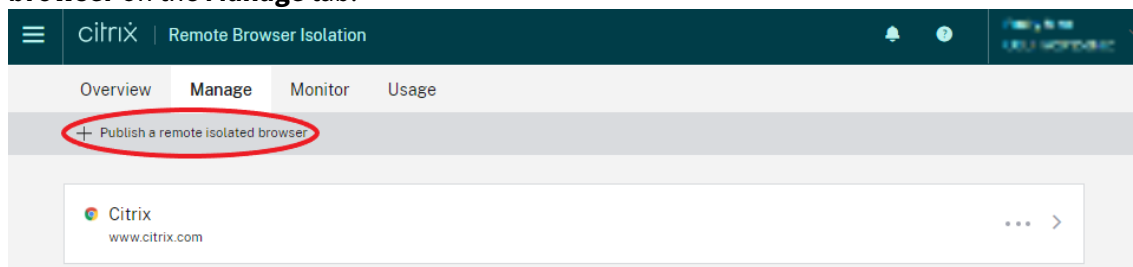 browser on the Manage tab.
citrix | Remote Browser Isolation
Overview Manage Monitor Usage
+ Publish a remote isolated browser
Citrix
www.citrix.com